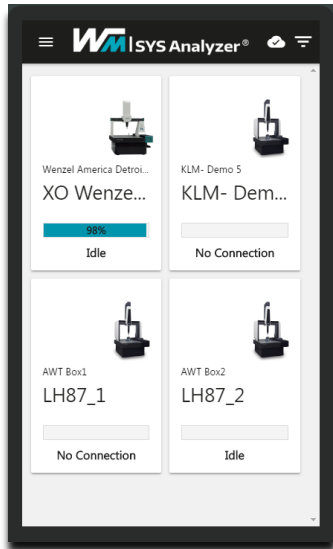 WM | SYS Analyzer®
Wenzel America Detroi...
XO Wenze...
98%
Idle
KLM- Demo 5
KLM- Dem...
No Connection
AWT Box1
LH87_1
No Connection
AWT Box2
LH87_2
Idle